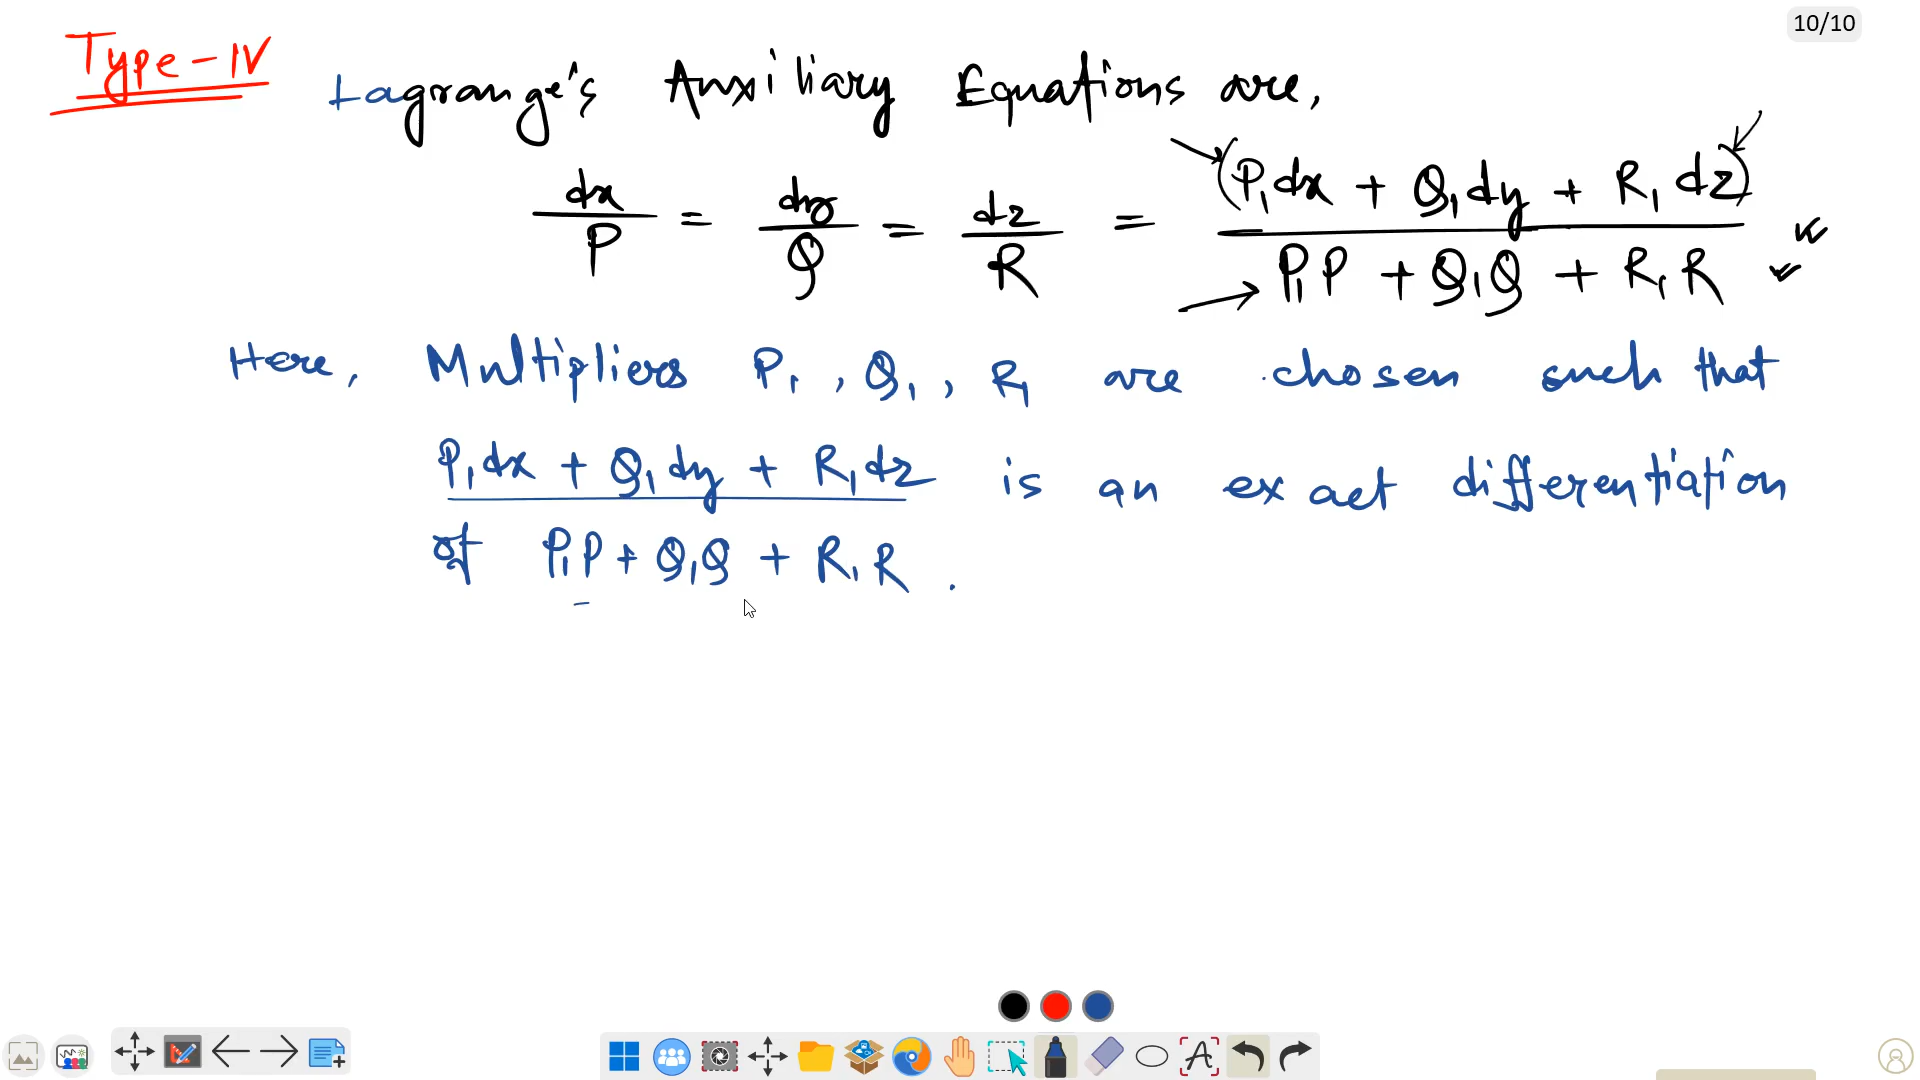 10/10
Type-IV
Lagrange's Auxiliary Equations are,
dx/P = dy/Q = dz/R = (P₁dx + Q₁dy + R₁dz) / P₁P + Q₁Q + R₁R
Here, Multipliers P₁, Q₁, R₁ are chosen such that
P₁dx + Q₁dy + R₁dz is an exact differentiation
of P₁P + Q₁Q + R₁R.